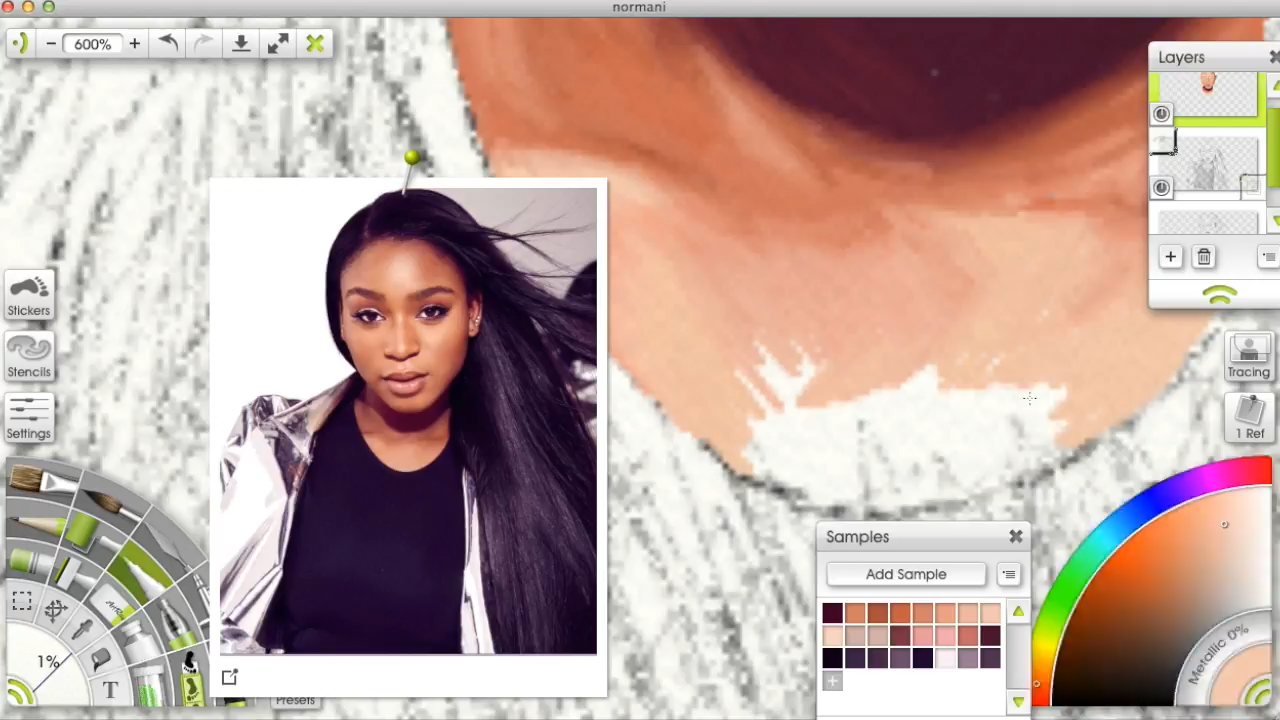 normani
600%
Layers
Stickers
Stencils
Settings
Tracing
1 Ref
Samples
Add Sample
Metallic 0%
1%
T
Presets